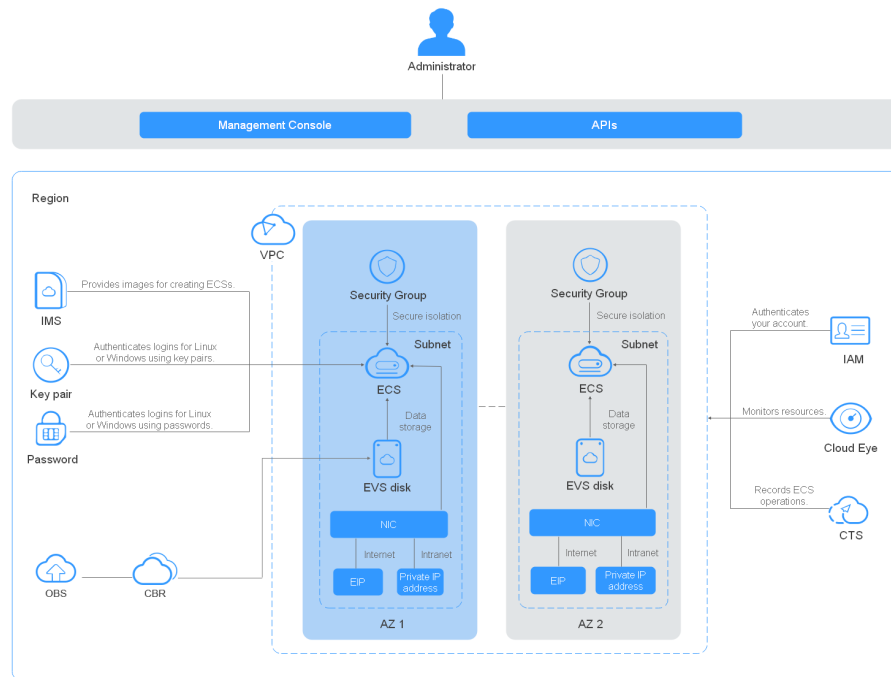 Administrator
Management Console
APIs
Region
VPC
IMS
Provides images for creating ECSs.
Key pair
Authenticates logins for Linux
or Windows using key pairs.
Password
Authenticates logins for Linux
or Windows using passwords.
OBS
CBR
Security Group
Secure isolation
Subnet
ECS
Data
storage
EVS disk
NIC
Internet
Intranet
EIP
Private IP
address
AZ 1
Security Group
Secure isolation
Subnet
ECS
Data
storage
EVS disk
NIC
Internet
Intranet
EIP
Private IP
address
AZ 2
Authenticates
your account.
IAM
Monitors resources.
Cloud Eye
Records ECS
operations.
CTS